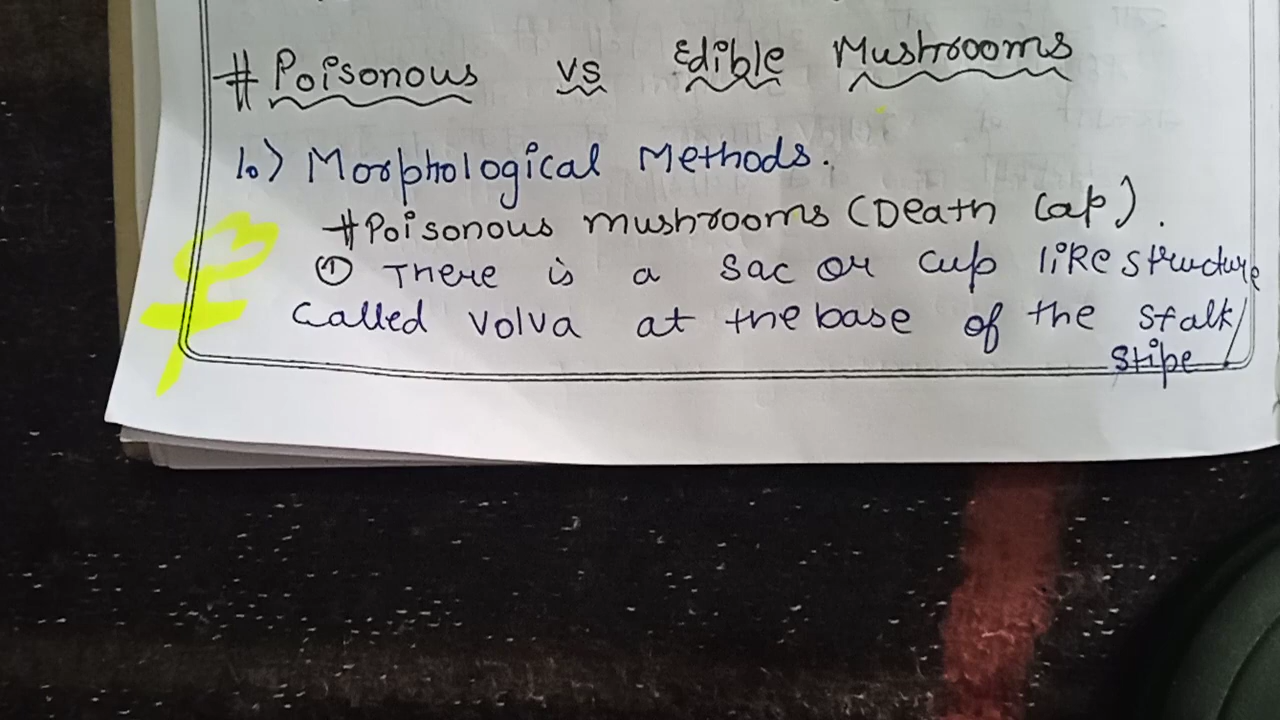 # Poisonous vs Edible Mushrooms
1.) Morphological Methods.
# Poisonous mushrooms (Death Cap).
① There is a sac or cup like structure
called volva at the base of the stalk/
stipe